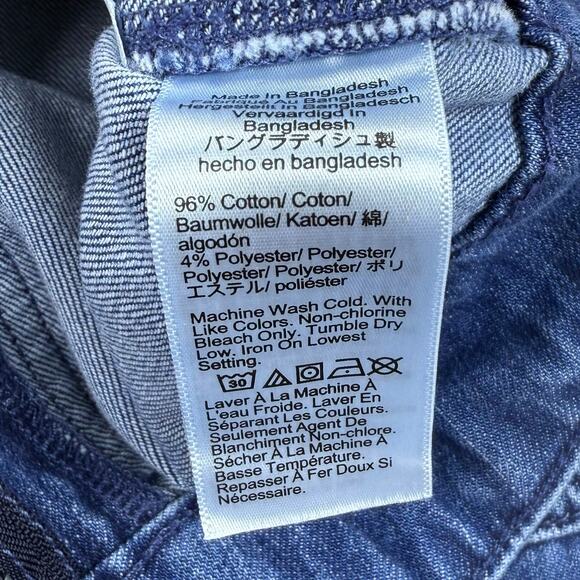 Made In Bangladesh
Fabriqué Au Bangladesh
Hergestellt In Bangladesch
Vervaardigd In
Bangladesh
バングラディシュ製
hecho en bangladesh
96% Cotton/ Coton/
Baumwolle/ Katoen/ 綿/
algodón
4% Polyester/ Polyester/
Polyester/ Polyester/ ポリ
エステル/ poliéster
Machine Wash Cold. With
Like Colors. Non-chlorine
Bleach Only. Tumble Dry
Low. Iron On Lowest
Setting.
30
Laver À La Machine À
L'eau Froide. Laver En
Séparant Les Couleurs.
Seulement Agent De
Blanchiment Non-chlore.
Sécher À La Machine À
Basse Température.
Repasser À Fer Doux Si
Nécessaire.